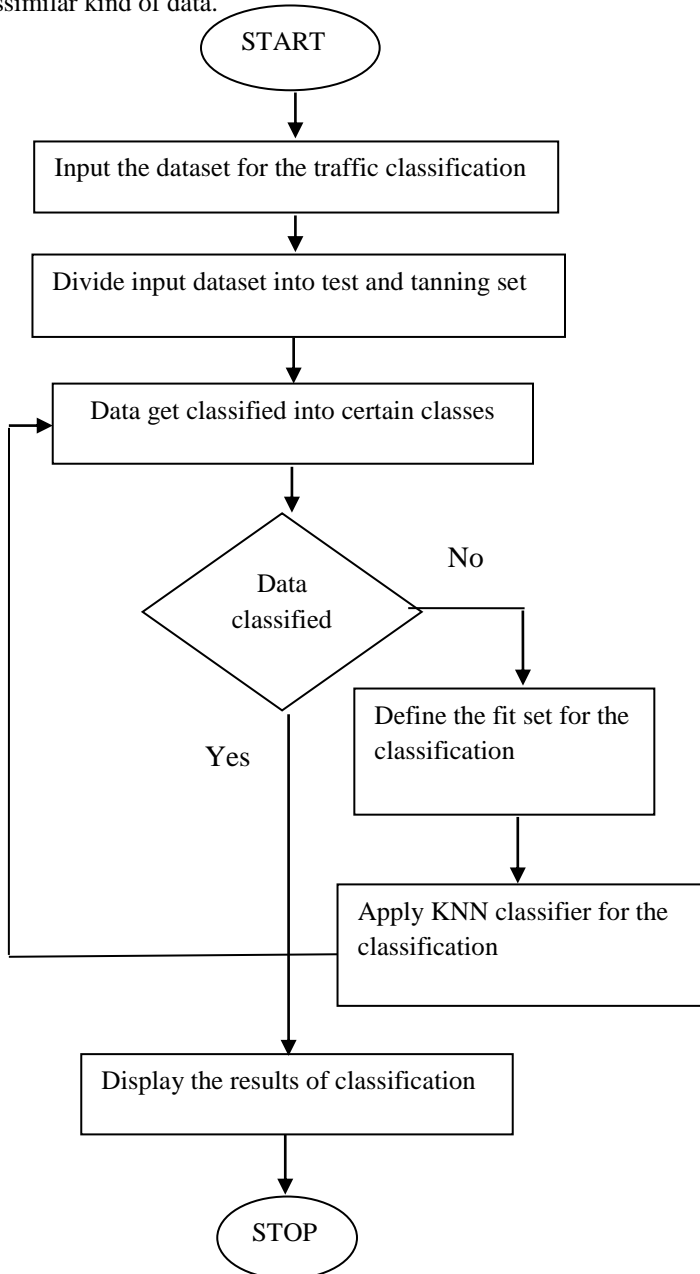 ssimilar kind of data.
START
Input the dataset for the traffic classification
Divide input dataset into test and tanning set
Data get classified into certain classes
Data
classified
No
Yes
Define the fit set for the
classification
Apply KNN classifier for the
classification
Display the results of classification
STOP